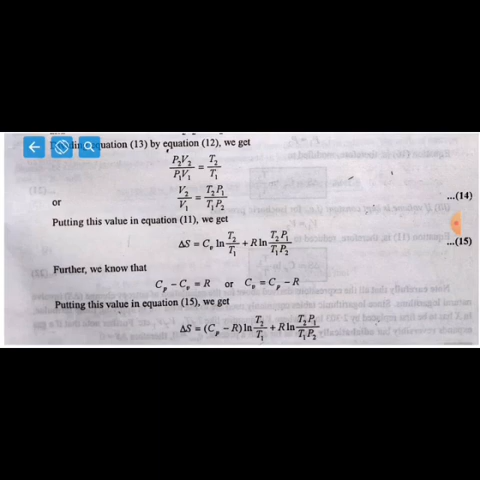 equation (13) by equation (12), we get
P₂V₂/P₁V₁ = T₂/T₁
or V₂/V₁ = T₂P₁/T₁P₂ ...(14)
Putting this value in equation (11), we get
ΔS = Cᵥ ln T₂/T₁ + R ln T₂P₁/T₁P₂ ...(15)
Further, we know that
Cₚ − Cᵥ = R or Cᵥ = Cₚ − R
Putting this value in equation (15), we get
ΔS = (Cₚ − R) ln T₂/T₁ + R ln T₂P₁/T₁P₂